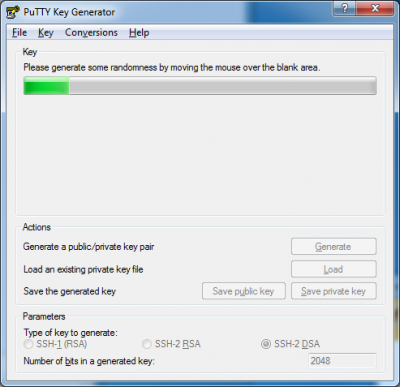 PuTTY Key Generator
File Key Conversions Help
Key
Please generate some randomness by moving the mouse over the blank area.
Actions
Generate a public/private key pair
Generate
Load an existing private key file
Load
Save the generated key
Save public key
Save private key
Parameters
Type of key to generate:
SSH-1 (RSA)
SSH-2 RSA
SSH-2 DSA
Number of bits in a generated key:
2048